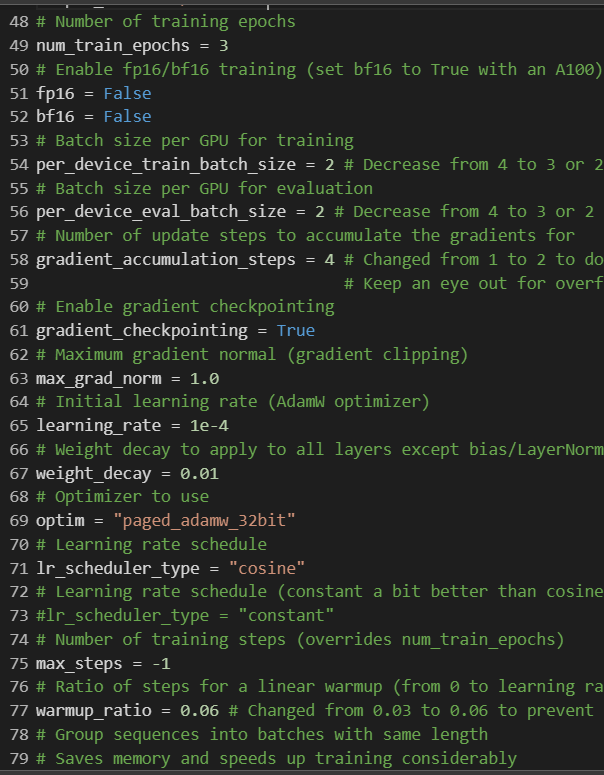 48 # Number of training epochs
49 num_train_epochs = 3
50 # Enable fp16/bf16 training (set bf16 to True with an A100)
51 fp16 = False
52 bf16 = False
53 # Batch size per GPU for training
54 per_device_train_batch_size = 2 # Decrease from 4 to 3 or 2
55 # Batch size per GPU for evaluation
56 per_device_eval_batch_size = 2 # Decrease from 4 to 3 or 2
57 # Number of update steps to accumulate the gradients for
58 gradient_accumulation_steps = 4 # Changed from 1 to 2 to do
59 # Keep an eye out for overf
60 # Enable gradient checkpointing
61 gradient_checkpointing = True
62 # Maximum gradient normal (gradient clipping)
63 max_grad_norm = 1.0
64 # Initial learning rate (AdamW optimizer)
65 learning_rate = 1e-4
66 # Weight decay to apply to all layers except bias/LayerNorm
67 weight_decay = 0.01
68 # Optimizer to use
69 optim = "paged_adamw_32bit"
70 # Learning rate schedule
71 lr_scheduler_type = "cosine"
72 # Learning rate schedule (constant a bit better than cosine
73 #lr_scheduler_type = "constant"
74 # Number of training steps (overrides num_train_epochs)
75 max_steps = -1
76 # Ratio of steps for a linear warmup (from 0 to learning ra
77 warmup_ratio = 0.06 # Changed from 0.03 to 0.06 to prevent
78 # Group sequences into batches with same length
79 # Saves memory and speeds up training considerably